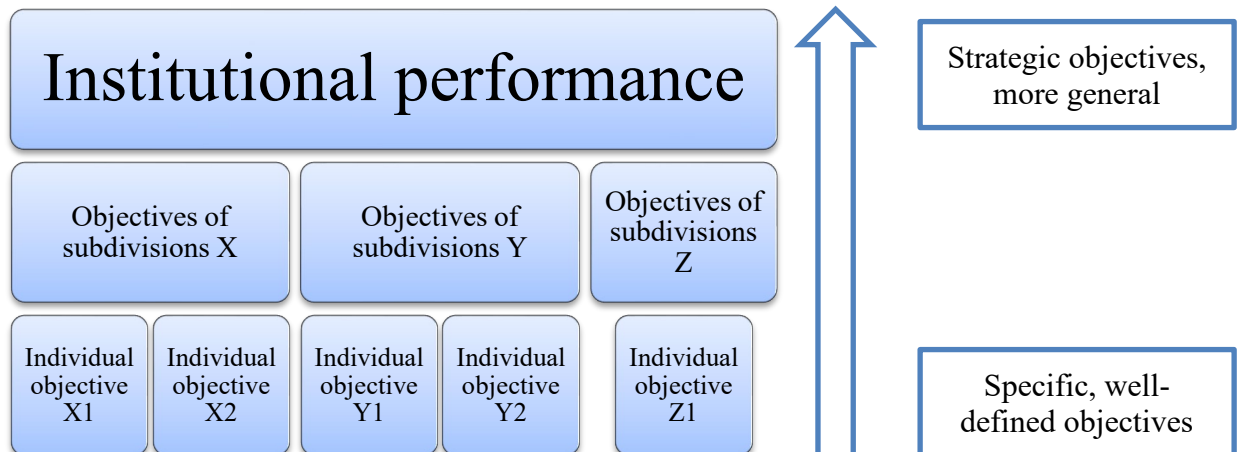 Institutional performance
Strategic objectives,
more general
Objectives of
subdivisions X
Objectives of
subdivisions Y
Objectives of
subdivisions
Z
Individual
objective
X1
Individual
objective
X2
Individual
objective
Y1
Individual
objective
Y2
Individual
objective
Z1
Specific, well-
defined objectives